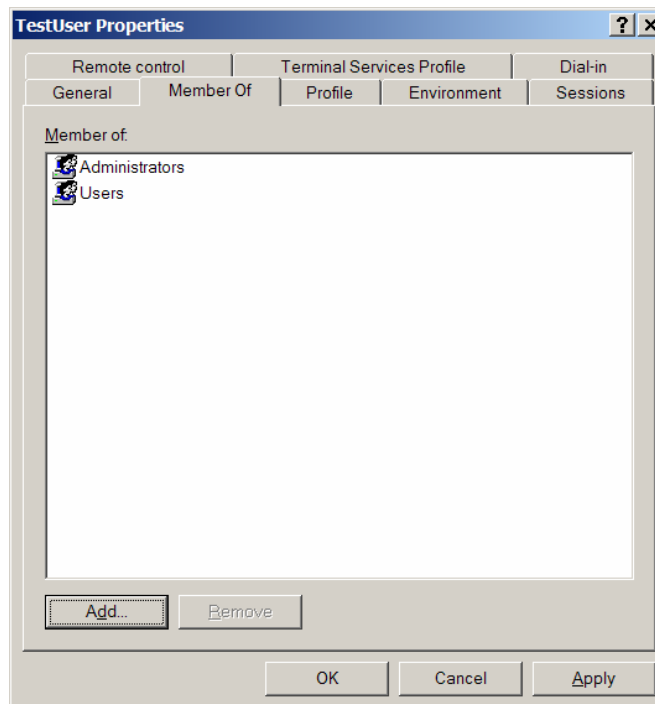 TestUser Properties
Remote control Terminal Services Profile Dial-in
General Member Of Profile Environment Sessions
Member of:
Administrators
Users
Add... Remove
OK Cancel Apply